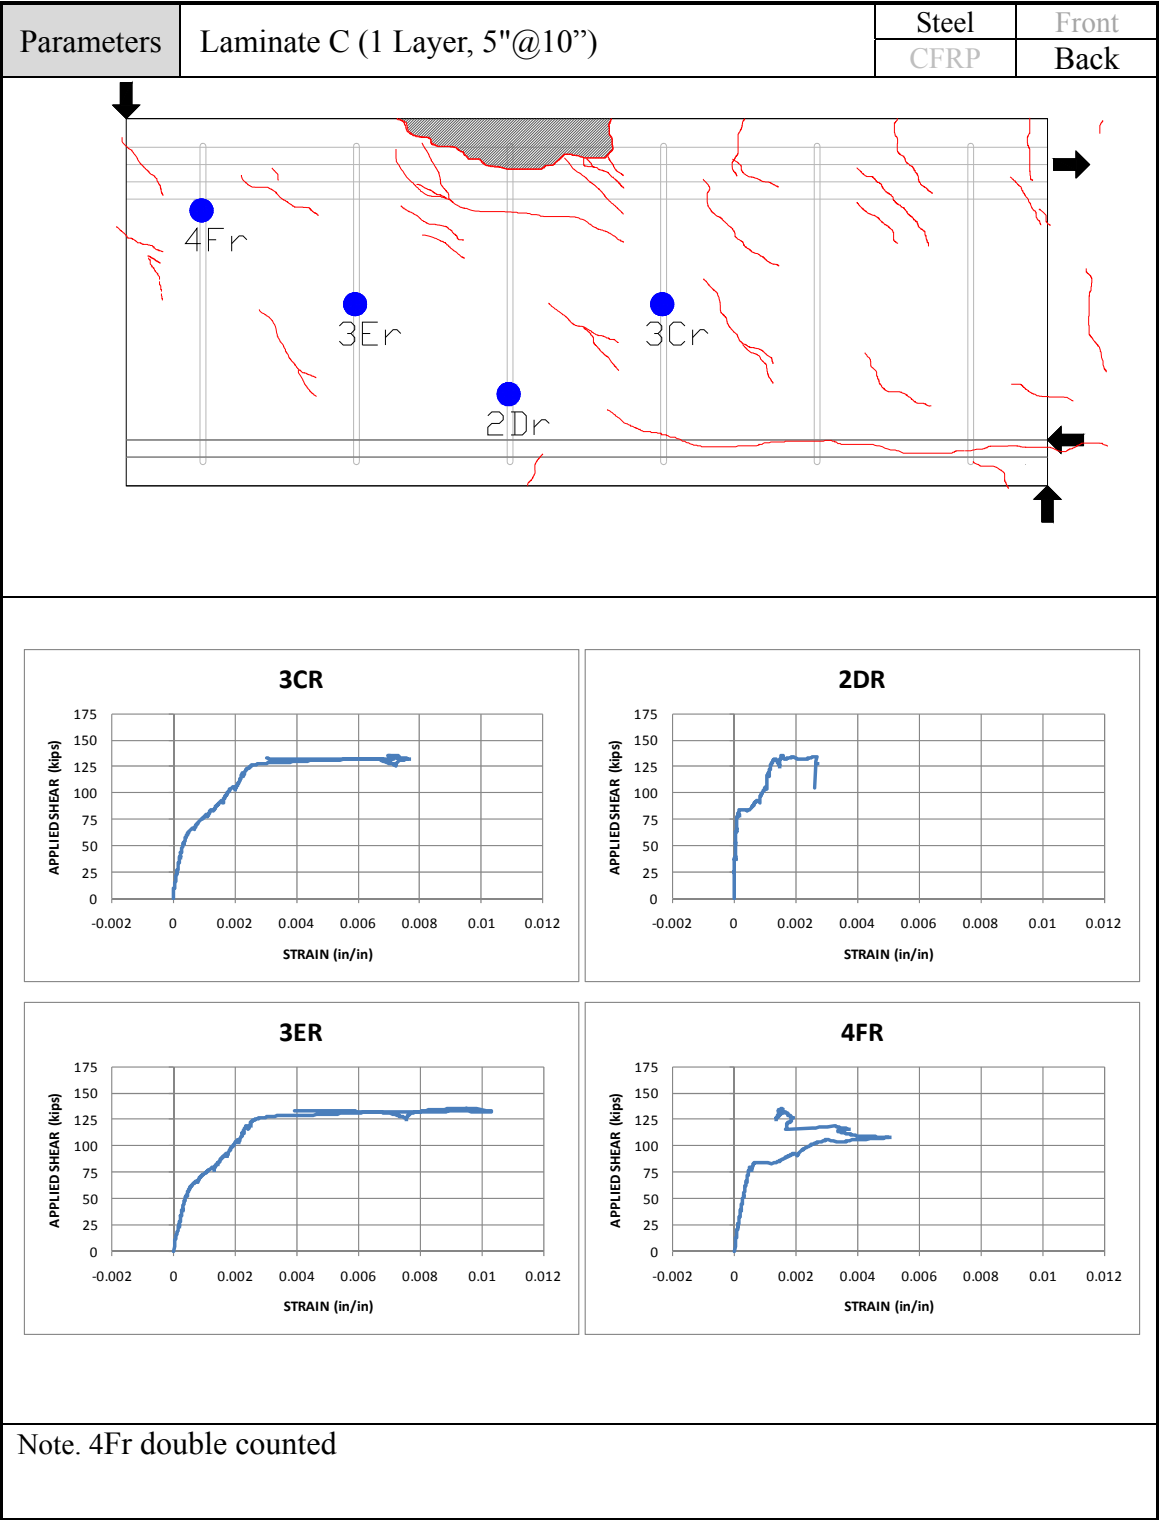 Parameters
Laminate C (1 Layer, 5"@10”)
Steel
Front
CFRP
Back
4Fr
3Er
3Cr
2Dr
3CR
APPLIED SHEAR (kips)
175
150
125
100
75
50
25
0
-0.002 0 0.002 0.004 0.006 0.008 0.01 0.012
STRAIN (in/in)
2DR
APPLIED SHEAR (kips)
175
150
125
100
75
50
25
0
-0.002 0 0.002 0.004 0.006 0.008 0.01 0.012
STRAIN (in/in)
3ER
APPLIED SHEAR (kips)
175
150
125
100
75
50
25
0
-0.002 0 0.002 0.004 0.006 0.008 0.01 0.012
STRAIN (in/in)
4FR
APPLIED SHEAR (kips)
175
150
125
100
75
50
25
0
-0.002 0 0.002 0.004 0.006 0.008 0.01 0.012
STRAIN (in/in)
Note. 4Fr double counted